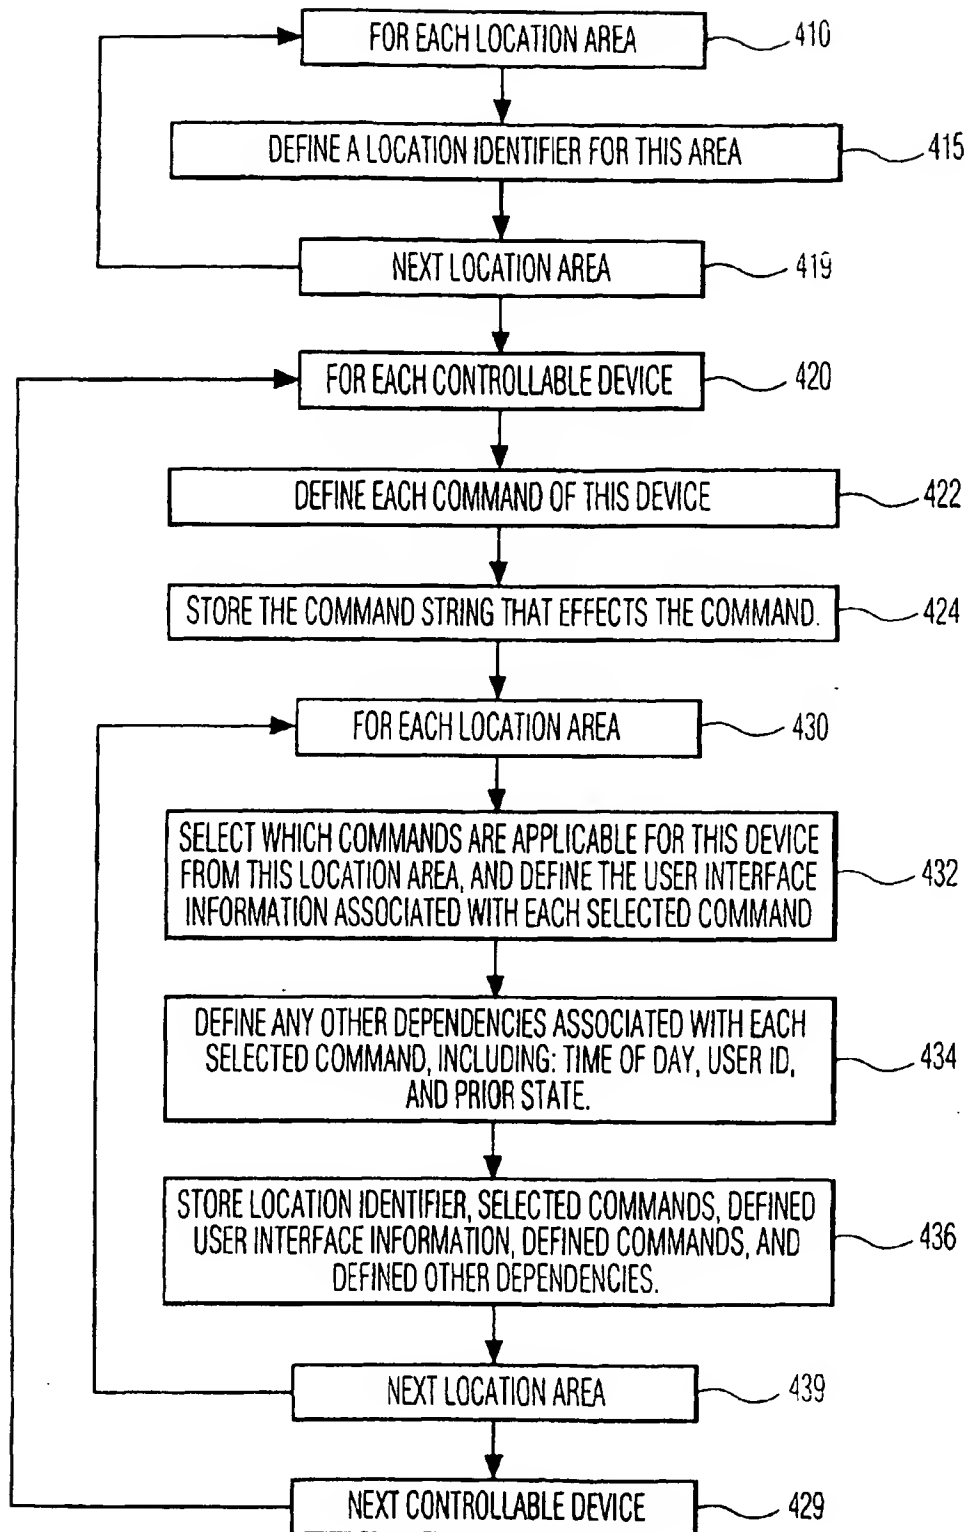 FOR EACH LOCATION AREA
410
DEFINE A LOCATION IDENTIFIER FOR THIS AREA
415
NEXT LOCATION AREA
419
FOR EACH CONTROLLABLE DEVICE
420
DEFINE EACH COMMAND OF THIS DEVICE
422
STORE THE COMMAND STRING THAT EFFECTS THE COMMAND.
424
FOR EACH LOCATION AREA
430
SELECT WHICH COMMANDS ARE APPLICABLE FOR THIS DEVICE
FROM THIS LOCATION AREA, AND DEFINE THE USER INTERFACE
INFORMATION ASSOCIATED WITH EACH SELECTED COMMAND
432
DEFINE ANY OTHER DEPENDENCIES ASSOCIATED WITH EACH
SELECTED COMMAND, INCLUDING: TIME OF DAY, USER ID,
AND PRIOR STATE.
434
STORE LOCATION IDENTIFIER, SELECTED COMMANDS, DEFINED
USER INTERFACE INFORMATION, DEFINED COMMANDS, AND
DEFINED OTHER DEPENDENCIES.
436
NEXT LOCATION AREA
439
NEXT CONTROLLABLE DEVICE
429